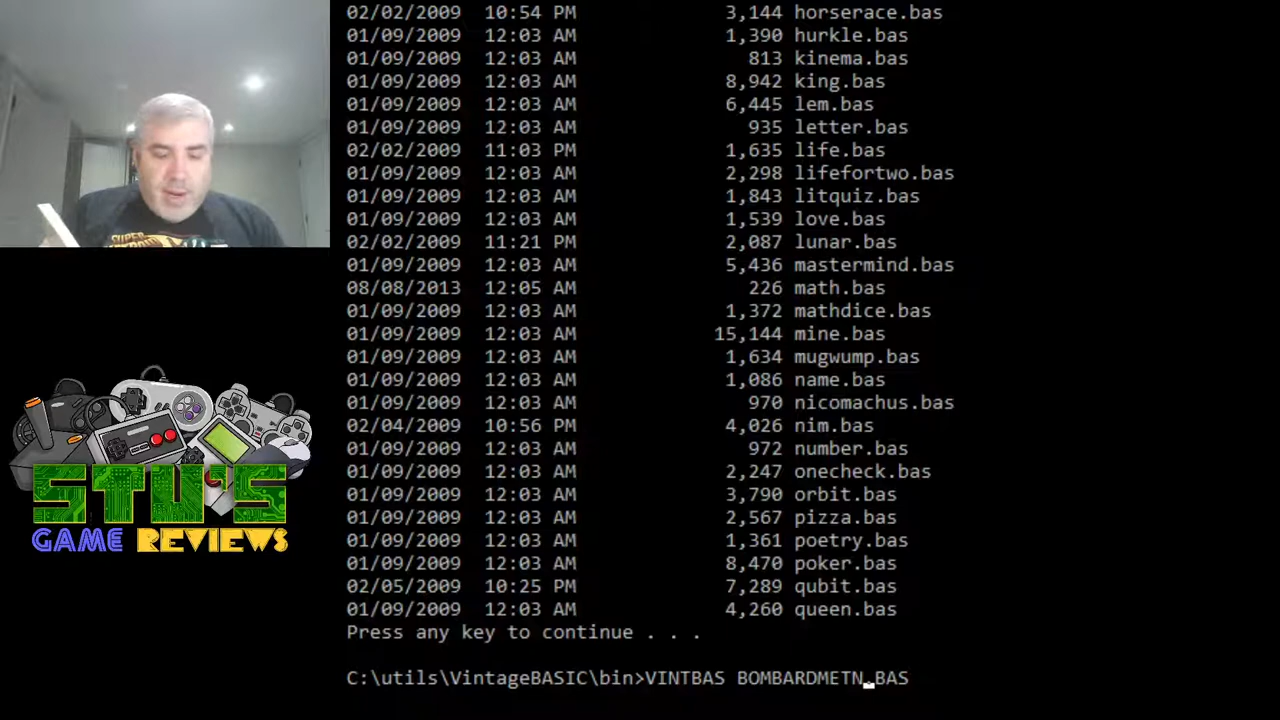 02/02/2009 10:54 PM 3,144 horserace.bas
01/09/2009 12:03 AM 1,390 hurkle.bas
01/09/2009 12:03 AM 813 kinema.bas
01/09/2009 12:03 AM 8,942 king.bas
01/09/2009 12:03 AM 6,445 lem.bas
01/09/2009 12:03 AM 935 letter.bas
02/02/2009 11:03 PM 1,635 life.bas
01/09/2009 12:03 AM 2,298 lifefortwo.bas
01/09/2009 12:03 AM 1,843 litquiz.bas
01/09/2009 12:03 AM 1,539 love.bas
02/02/2009 11:21 PM 2,087 lunar.bas
01/09/2009 12:03 AM 5,436 mastermind.bas
08/08/2013 12:05 AM 226 math.bas
01/09/2009 12:03 AM 1,372 mathdice.bas
01/09/2009 12:03 AM 15,144 mine.bas
01/09/2009 12:03 AM 1,634 mugwump.bas
01/09/2009 12:03 AM 1,086 name.bas
01/09/2009 12:03 AM 970 nicomachus.bas
02/04/2009 10:56 PM 4,026 nim.bas
01/09/2009 12:03 AM 972 number.bas
01/09/2009 12:03 AM 2,247 onecheck.bas
01/09/2009 12:03 AM 3,790 orbit.bas
01/09/2009 12:03 AM 2,567 pizza.bas
01/09/2009 12:03 AM 1,361 poetry.bas
01/09/2009 12:03 AM 8,470 poker.bas
02/05/2009 10:25 PM 7,289 qubit.bas
01/09/2009 12:03 AM 4,260 queen.bas
Press any key to continue . . .
C:\utils\VintageBASIC\bin>VINTBAS BOMBARDMETN.BAS
SUPER
STU'S
GAME REVIEWS